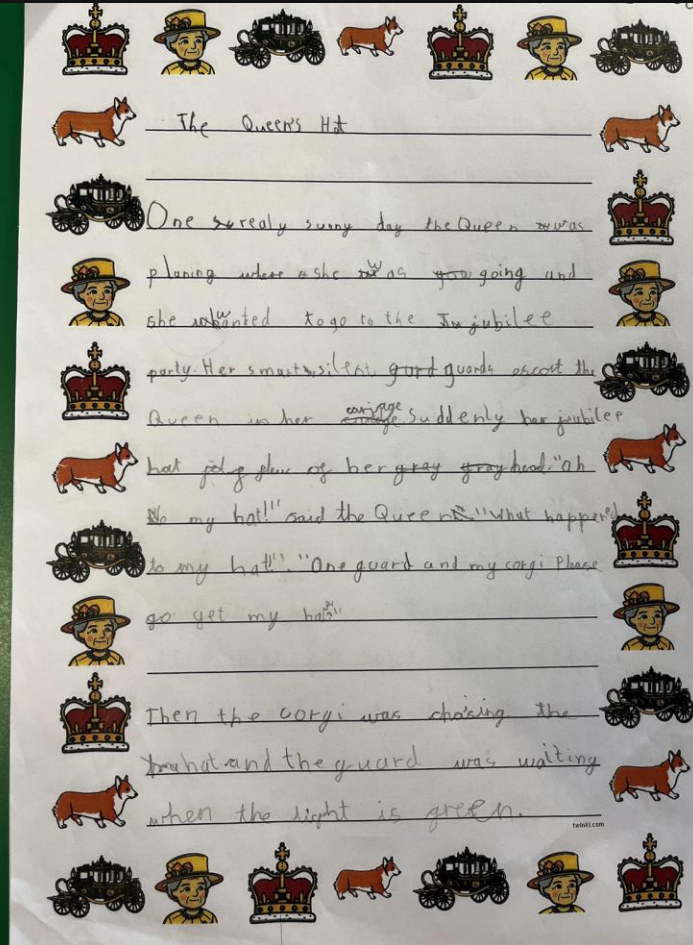 The Queen's Hat
One realy sunny day the Queen was
planing where she was going and
she wanted to go to the jubilee
party. Her smart, silent guards escort the
Queen in her carriage Suddenly her jubilee
hat flew of her head. "oh
No my hat!" said the Queen. "What happened
to my hat!". "One guard and my corgi Please
go get my hat"
Then the corgi was chasing the
hat and the guard was waiting
when the light is green.
twinkl.com